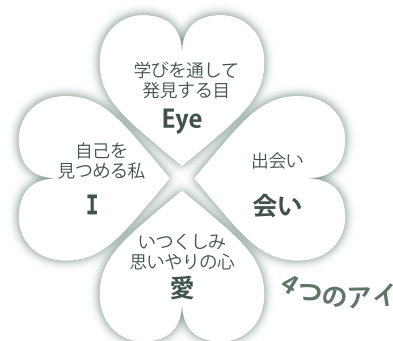 学びを通して
発見する目
Eye
自己を
見つめる私
I
出会い
会い
いつくしみ
思いやりの心
愛
4つのアイ